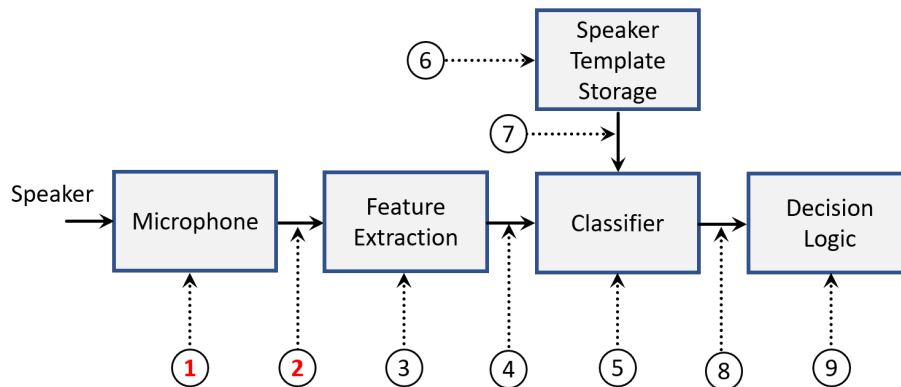 Speaker
Template
Storage
6
7
Speaker
Microphone
Feature
Extraction
Classifier
Decision
Logic
1
2
3
4
5
8
9